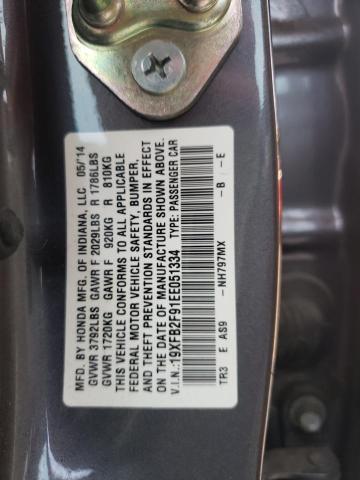 MFD. BY HONDA MFG. OF INDIANA, LLC 05/14
GVWR 3792LBS GAWR F 2029LBS R 1786LBS
GVWR 1720KG GAWR F 920KG R 810KG
THIS VEHICLE CONFORMS TO ALL APPLICABLE
FEDERAL MOTOR VEHICLE SAFETY, BUMPER,
AND THEFT PREVENTION STANDARDS IN EFFECT
ON THE DATE OF MANUFACTURE SHOWN ABOVE.
V.I.N.:19XFB2F91EE051334 TYPE: PASSENGER CAR
TR3 E AS9 -NH797MX -B -E